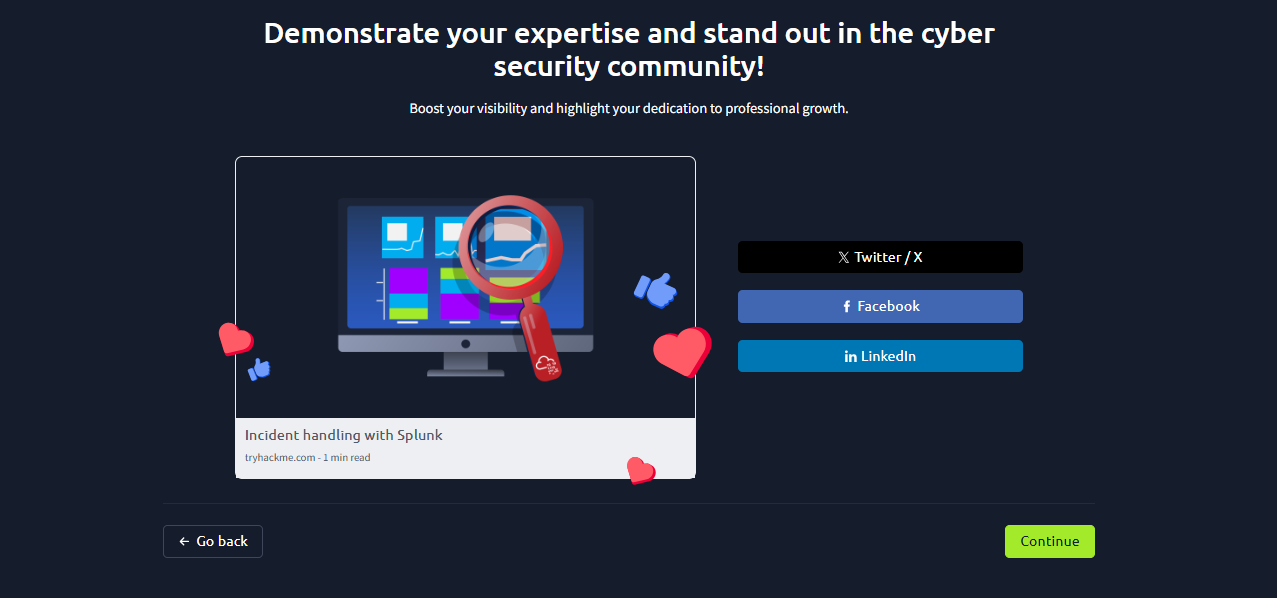 Demonstrate your expertise and stand out in the cyber
security community!
Boost your visibility and highlight your dedication to professional growth.
𝕏 Twitter / X
f Facebook
in LinkedIn
Incident handling with Splunk
tryhackme.com - 1 min read
← Go back
Continue